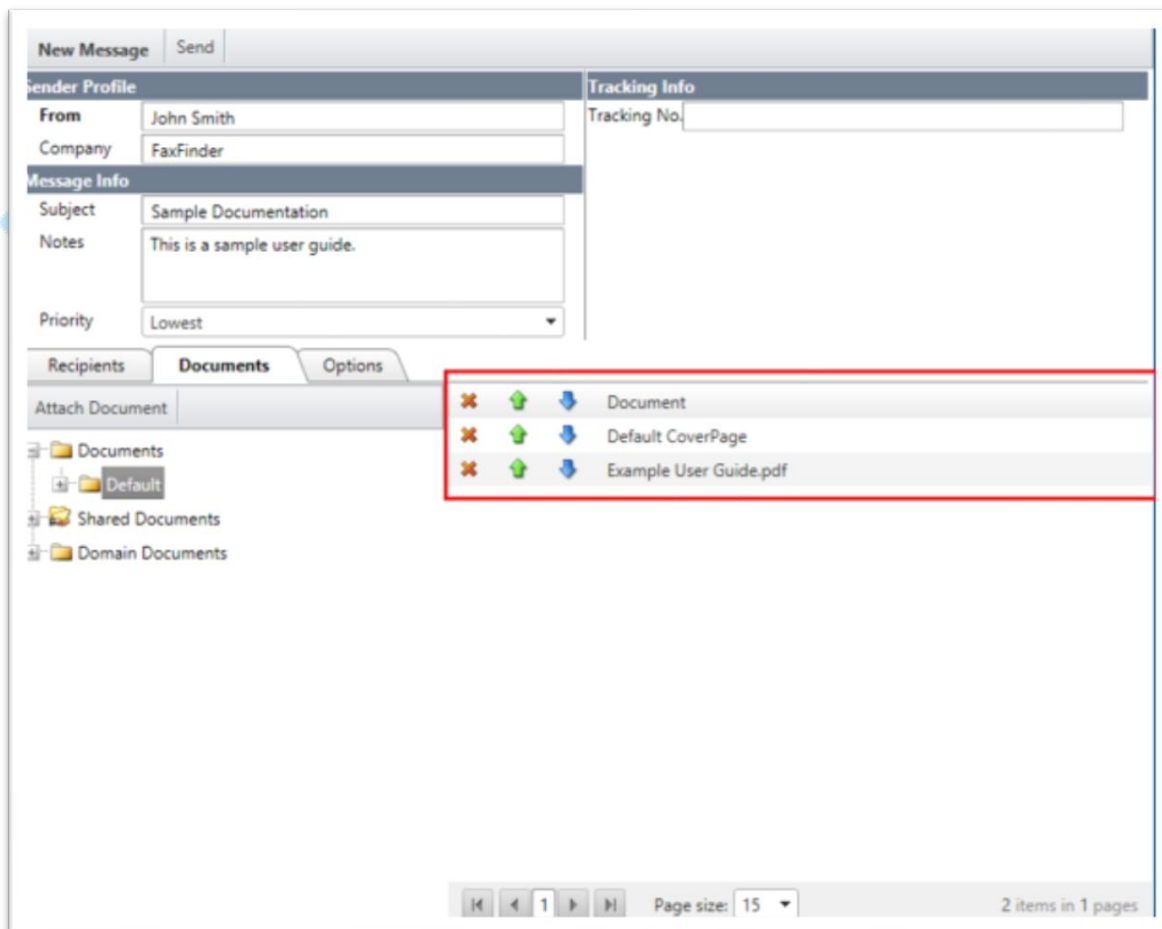 New Message Send
Sender Profile
From John Smith
Company FaxFinder
Tracking Info
Tracking No.
Message Info
Subject Sample Documentation
Notes This is a sample user guide.
Priority Lowest
Recipients Documents Options
Attach Document
Documents
Default
Shared Documents
Domain Documents
Document
Default CoverPage
Example User Guide.pdf
1 Page size: 15 2 items in 1 pages